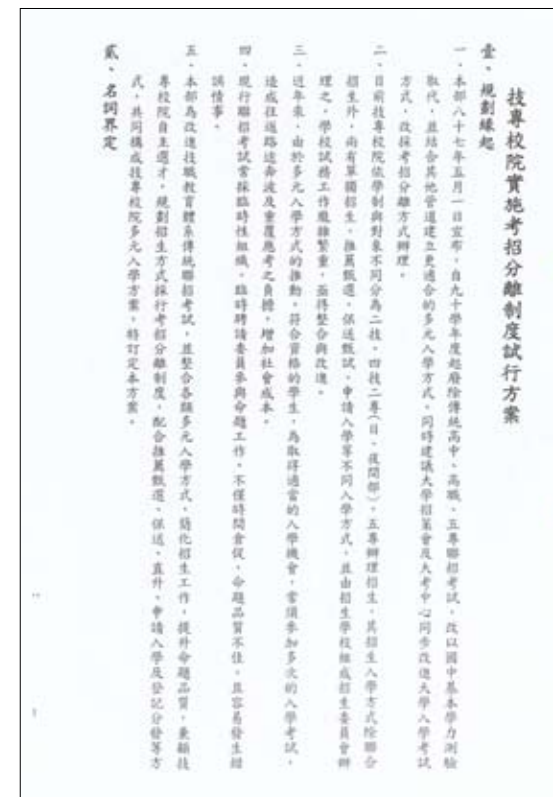 技專校院實施考招分離制度試行方案
壹、規劃緣起
一、本部八十七年五月一日宣布，自九十學年度起廢除傳統高中、高職、五專聯招考試，改以國中基本學力測驗
取代，並結合其他管道建立更適合的多元入學方式，同時建議大學招策會及大考中心同步改進大學入學考試
方式，改採考招分離方式辦理。
二、目前技專校院依學制與對象不同分為二技、四技二專（日、夜間部）、五專辦理招生，其招生入學方式除聯合
招生外，尚有單獨招生、推薦甄選、保送甄試、申請入學等不同入學方式，並由招生學校組成招生委員會辦
理之，學校試務工作龐雜繁重，亟待整合與改進。
三、近年來，由於多元入學方式的推動，符合資格的學生，為取得適當的入學機會，常須參加多次的入學考試，
造成往返路途奔波及重覆應考之負擔，增加社會成本。
四、現行聯招考試常採臨時性組織，臨時聘請委員參與命題工作，不僅時間倉促，命題品質不佳，且容易發生錯
誤情事。
五、本部為改進技職教育體系傳統聯招考試，並整合各類多元入學方式，簡化招生工作，提升命題品質，兼顧技
專校院自主選才，規劃招生方式採行考招分離制度，配合推薦甄選、保送、直升、申請入學及登記分發等方
式，共同構成技專校院多元入學方案，特訂定本方案。
貳、名詞界定